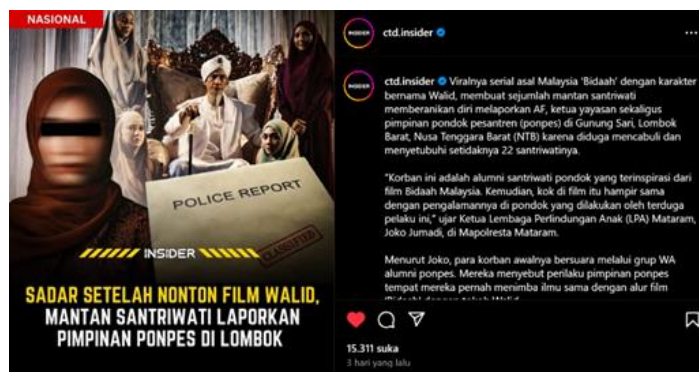 NASIONAL
POLICE REPORT
CLASSIFIED
INSIDER
SADAR SETELAH NONTON FILM WALID,
MANTAN SANTRIWATI LAPORKAN
PIMPINAN PONPES DI LOMBOK
INSIDER
ctd.insider
INSIDER
ctd.insider Viralnya serial asal Malaysia 'Bidaah' dengan karakter
bernama Walid, membuat sejumlah mantan santriwati
memberanikan diri melaporkan AF, ketua yayasan sekaligus
pimpinan pondok pesantren (ponpes) di Gunung Sari, Lombok
Barat, Nusa Tenggara Barat (NTB) karena diduga mencabuli dan
menyetubuhi setidaknya 22 santriwatinya.
"Korban ini adalah alumni santriwati pondok yang terinspirasi dari
film Bidaah Malaysia. Kemudian, kok di film itu hampir sama
dengan pengalamannya di pondok yang dilakukan oleh terduga
pelaku ini," ujar Ketua Lembaga Perlindungan Anak (LPA) Mataram,
Joko Jumadi, di Mapolresta Mataram.
Menurut Joko, para korban awalnya bersuara melalui grup WA
alumni ponpes. Mereka menyebut perilaku pimpinan ponpes
tempat mereka pernah menimba ilmu sama dengan alur film
(Bidaah) dengan tokoh Walid
15.311 suka
3 hari yang lalu